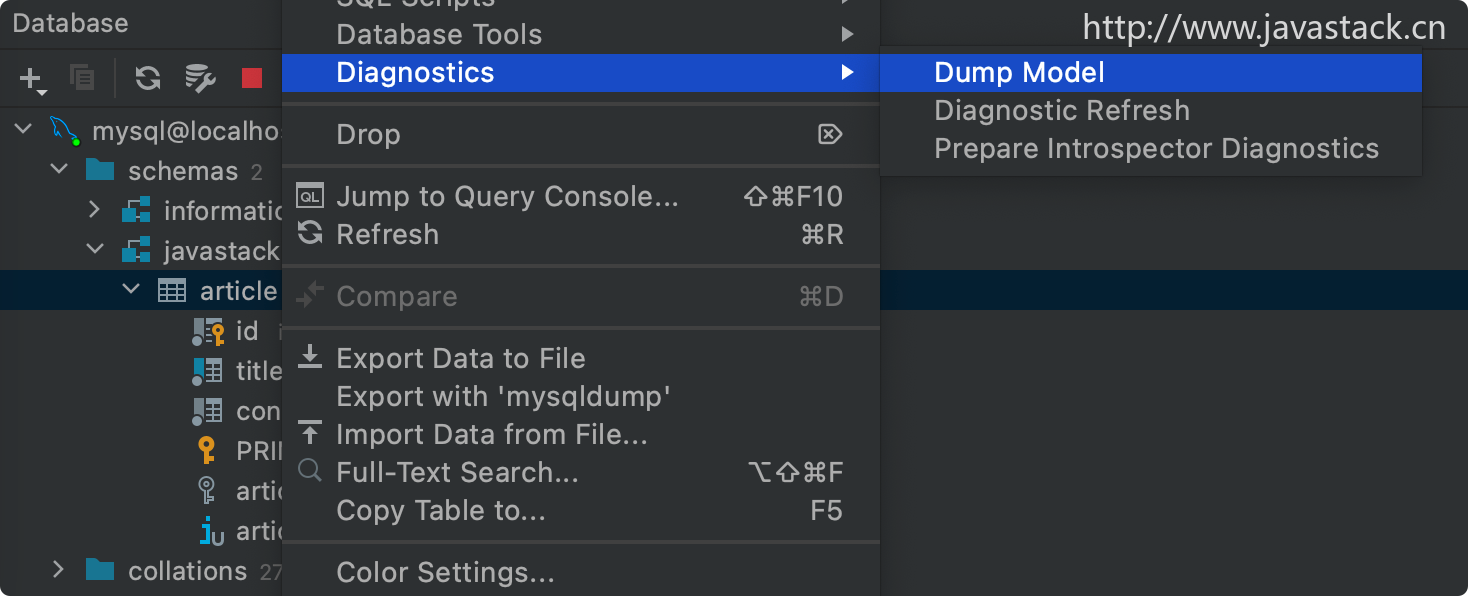 Database
http://www.javastack.cn
SQL Scripts
Database Tools
Diagnostics
Dump Model
Diagnostic Refresh
Prepare Introspector Diagnostics
Drop
Jump to Query Console... ⇧⌘F10
Refresh ⌘R
Compare ⌘D
Export Data to File
Export with 'mysqldump'
Import Data from File...
Full-Text Search... ⌥⇧⌘F
Copy Table to... F5
Color Settings...
mysql@localho
schemas 2
informatio
javastack
article
id
title
con
PRI
artic
artic
collations 27